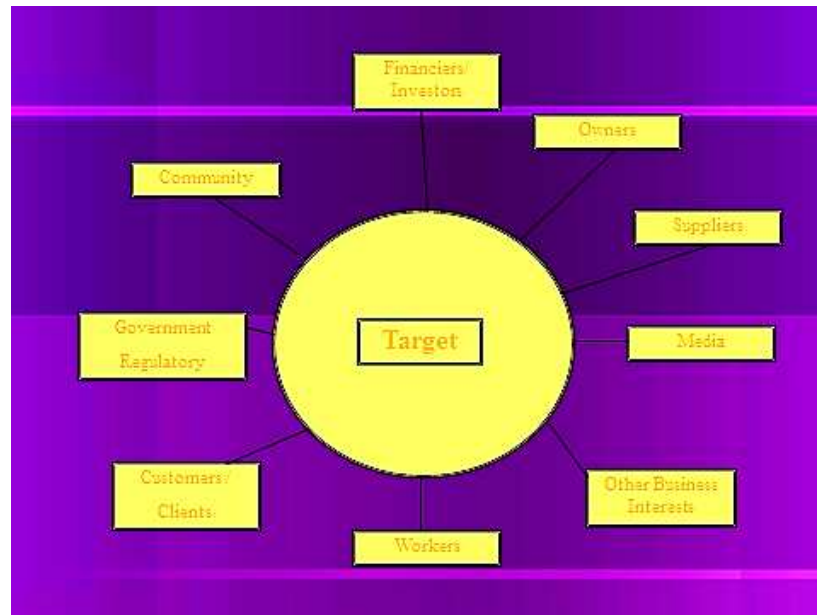 Financiers/
Investors
Owners
Community
Suppliers
Government
Regulatory
Target
Media
Customers/
Clients
Other Business
Interests
Workers